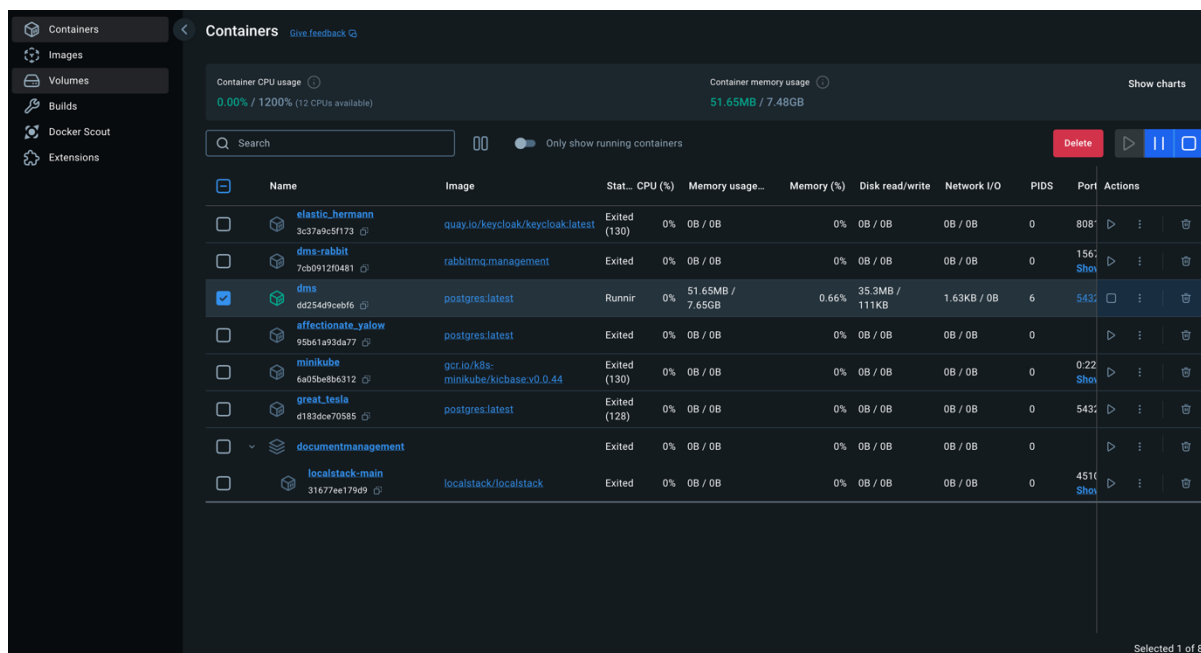 Containers
Images
Volumes
Builds
Docker Scout
Extensions
Containers Give feedback
Container CPU usage
0.00% / 1200% (12 CPUs available)
Container memory usage
51.65MB / 7.48GB
Show charts
Search
Only show running containers
Delete
Name Image Stat... CPU (%) Memory usage... Memory (%) Disk read/write Network I/O PIDS Port Actions
elastic_hermann
3c37a9c5f173
quay.io/keycloak/keycloak:latest
Exited
(130)
0% 0B / 0B 0% 0B / 0B 0B / 0B 0 8081
dms-rabbit
7cb0912f0481
rabbitmq:management Exited 0% 0B / 0B 0% 0B / 0B 0B / 0B 0
1567
Show
dms
dd254d9cebf6
postgres:latest Runnir 0%
51.65MB /
7.65GB
0.66%
35.3MB /
111KB
1.63KB / 0B 6 5432
affectionate_yalow
95b61a93da77
postgres:latest Exited 0% 0B / 0B 0% 0B / 0B 0B / 0B 0
minikube
6a05be8b6312
gcr.io/k8s-
minikube/kicbase:v0.0.44
Exited
(130)
0% 0B / 0B 0% 0B / 0B 0B / 0B 0
0:22
Show
great_tesla
d183dce70585
postgres:latest
Exited
(128)
0% 0B / 0B 0% 0B / 0B 0B / 0B 0 5432
documentmanagement Exited 0% 0B / 0B 0% 0B / 0B 0B / 0B 0
localstack-main
31677ee179d9
localstack/localstack Exited 0% 0B / 0B 0% 0B / 0B 0B / 0B 0
4510
Show
Selected 1 of